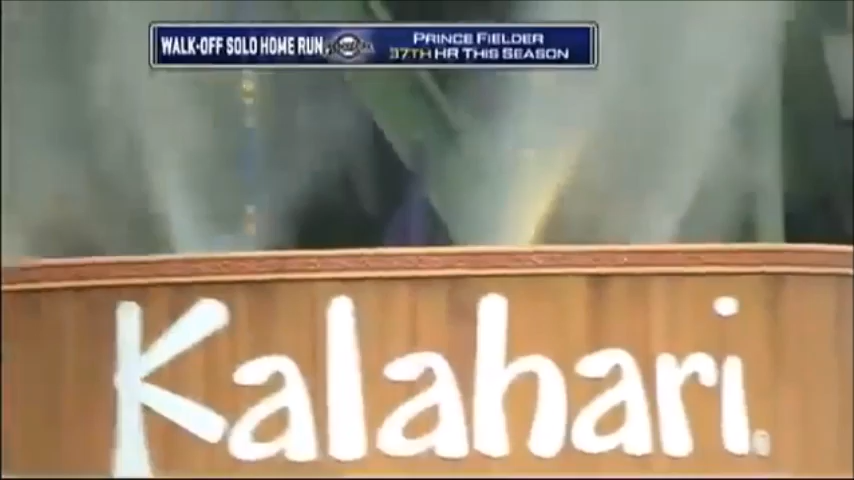 WALK-OFF SOLO HOME RUN
PRINCE FIELDER
37TH HR THIS SEASON
Kalahari®